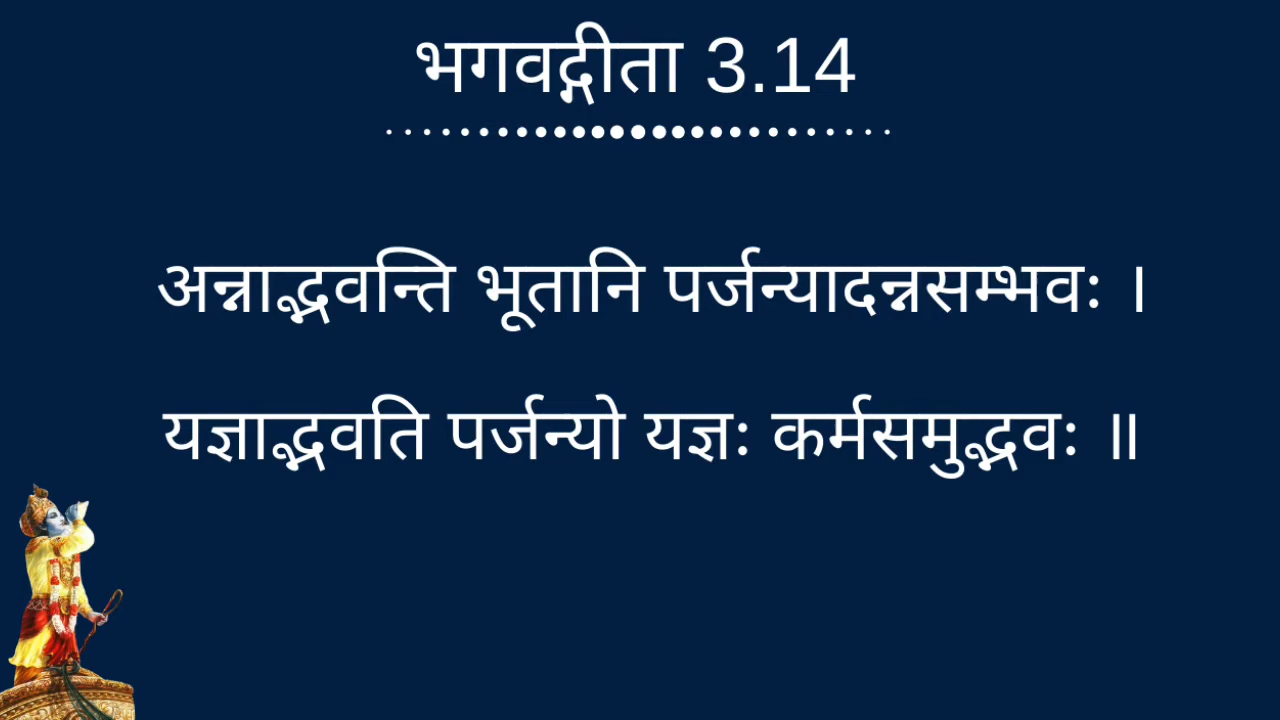 भगवद्गीता 3.14
अन्नाद्भवन्ति भूतानि पर्जन्यादन्नसम्भवः ।
यज्ञाद्भवति पर्जन्यो यज्ञः कर्मसमुद्भवः ॥